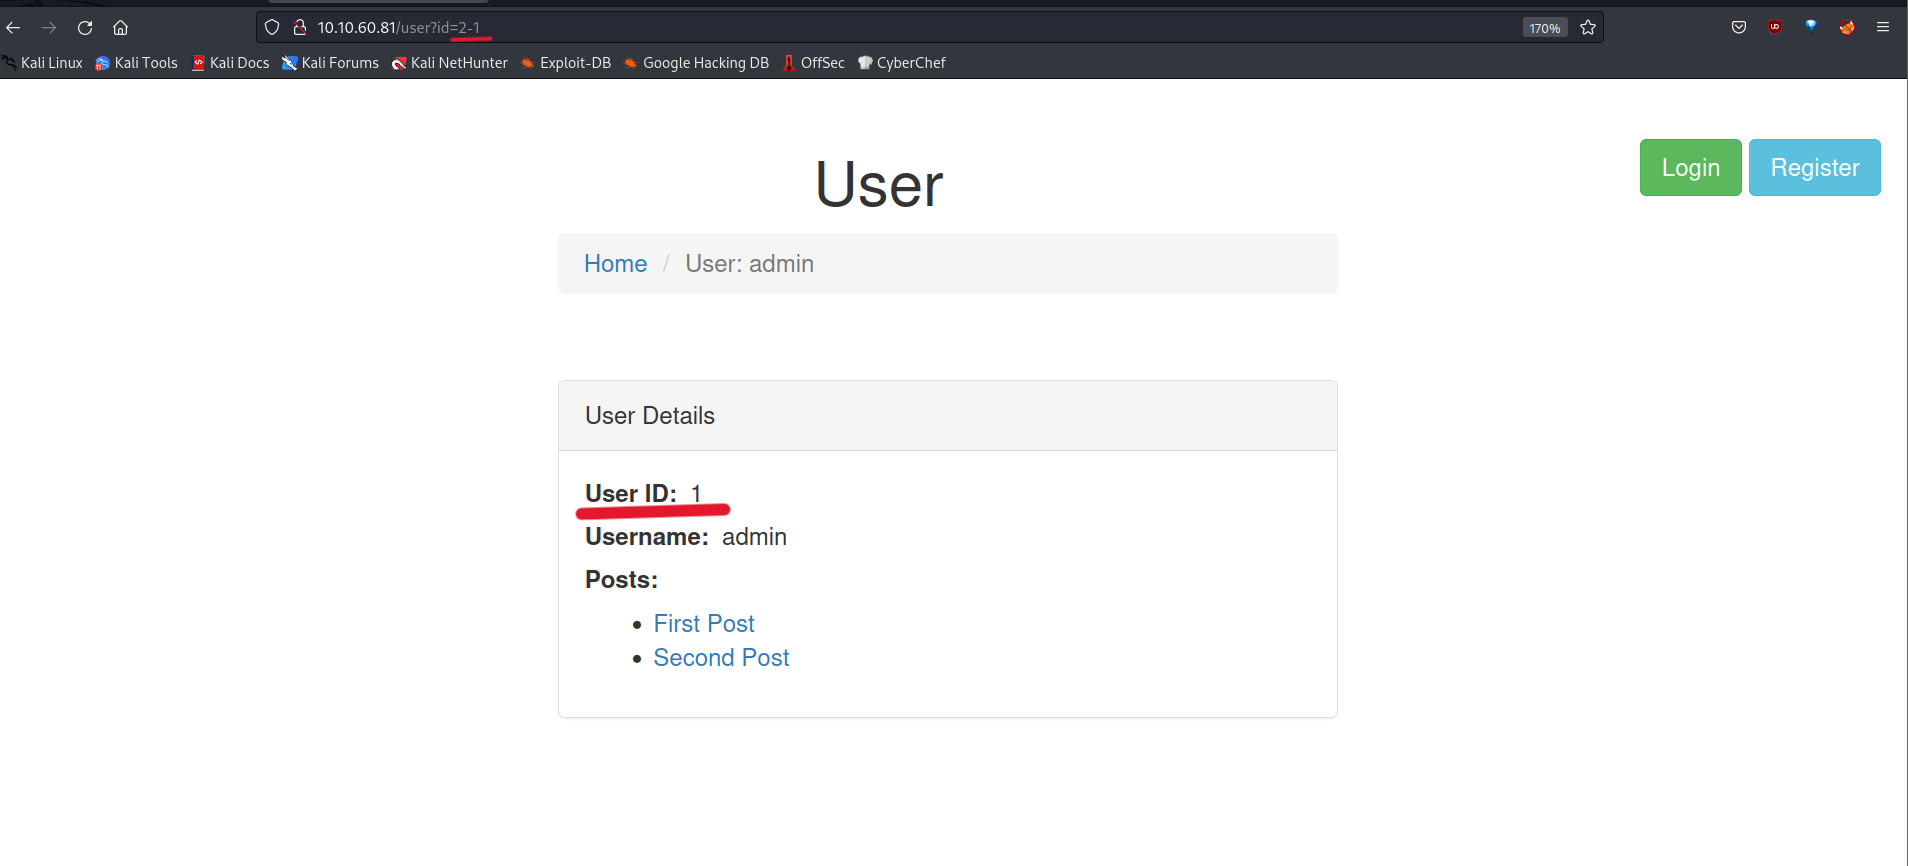 10.10.60.81/user?id=2-1
170%
Kali Linux Kali Tools Kali Docs Kali Forums Kali NetHunter Exploit-DB Google Hacking DB OffSec CyberChef
Login Register
User
Home / User: admin
User Details
User ID: 1
Username: admin
Posts:
First Post
Second Post